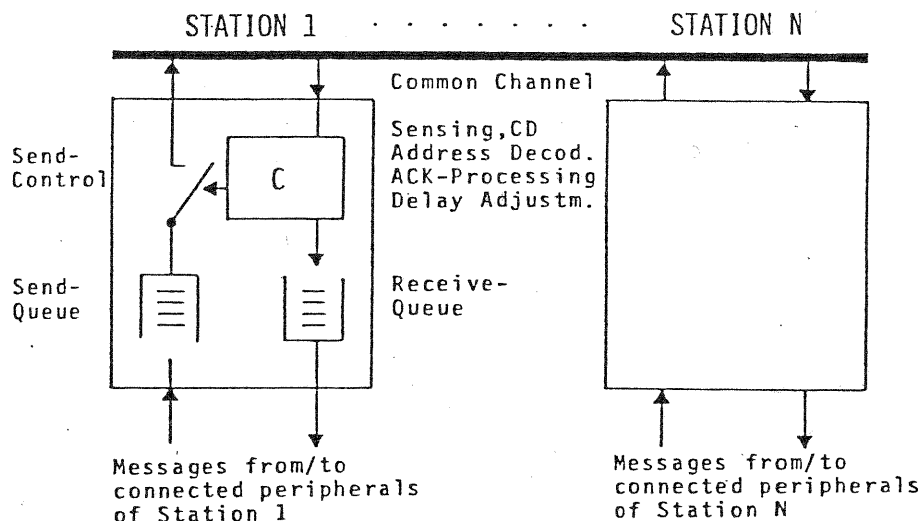 STATION 1 . . . . . . . STATION N
Common Channel
Sensing,CD
Address Decod.
ACK-Processing
Delay Adjustm.
Send-
Control
C
Send-
Queue
Receive-
Queue
Messages from/to
connected peripherals
of Station 1
Messages from/to
connected peripherals
of Station N